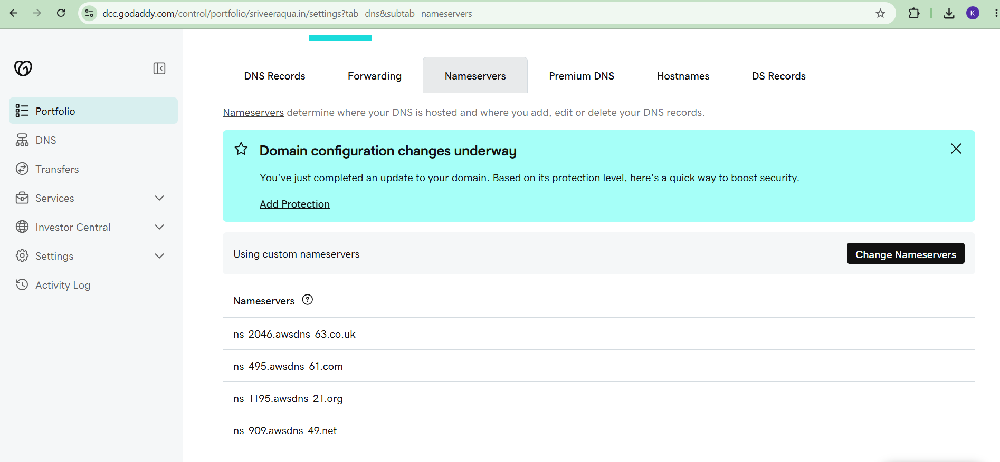 dcc.godaddy.com/control/portfolio/sriveeraqua.in/settings?tab=dns&subtab=nameservers
K
DNS Records
Forwarding
Nameservers
Premium DNS
Hostnames
DS Records
Portfolio
DNS
Transfers
Services
Investor Central
Settings
Activity Log
Nameservers determine where your DNS is hosted and where you add, edit or delete your DNS records.
Domain configuration changes underway
You've just completed an update to your domain. Based on its protection level, here's a quick way to boost security.
Add Protection
Using custom nameservers
Change Nameservers
Nameservers ?
ns-2046.awsdns-63.co.uk
ns-495.awsdns-61.com
ns-1195.awsdns-21.org
ns-909.awsdns-49.net